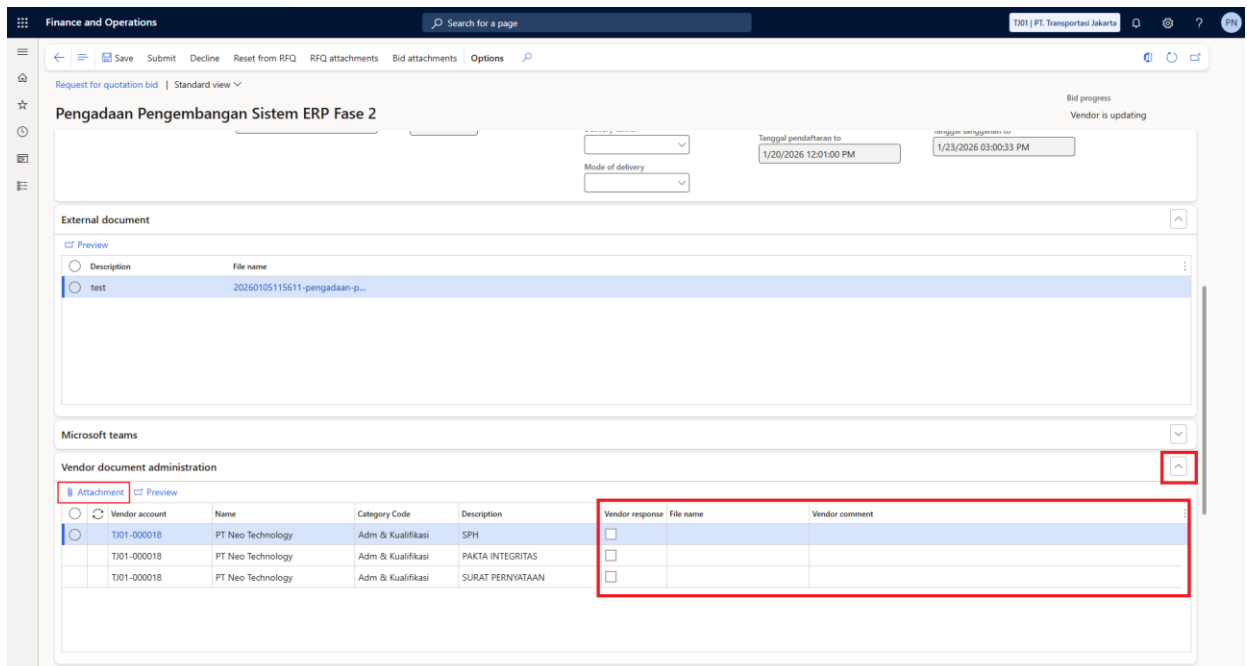 Finance and Operations
Search for a page
TJ01 | PT. Transportasi Jakarta
?
PN
Save Submit Decline Reset from RFQ RFQ attachments Bid attachments Options
Request for quotation bid | Standard view
Pengadaan Pengembangan Sistem ERP Fase 2
Bid progress
Vendor is updating
Tanggal pendaftaran to
1/20/2026 12:01:00 PM
Tanggal sanggahan to
1/23/2026 03:00:33 PM
Mode of delivery
External document
Preview
Description File name
test 20260105115611-pengadaan-p...
Microsoft teams
Vendor document administration
Attachment Preview
Vendor account Name Category Code Description Vendor response File name Vendor comment
TJ01-000018 PT Neo Technology Adm & Kualifikasi SPH
TJ01-000018 PT Neo Technology Adm & Kualifikasi PAKTA INTEGRITAS
TJ01-000018 PT Neo Technology Adm & Kualifikasi SURAT PERNYATAAN